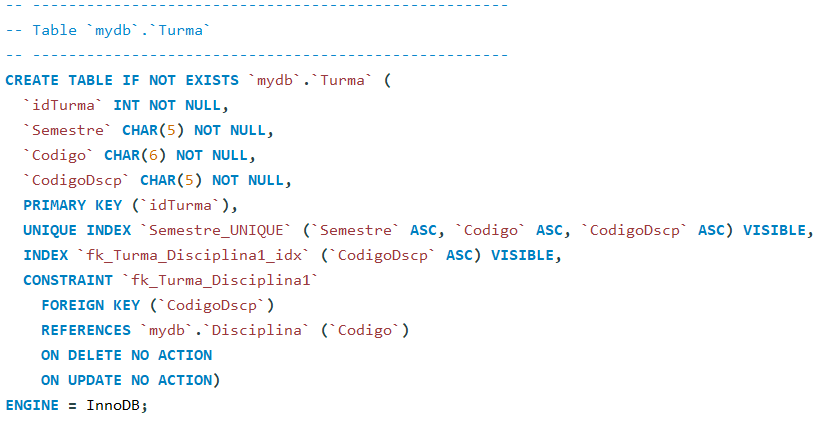 -- -----------------------------------------------------
-- Table `mydb`.`Turma`
-- -----------------------------------------------------
CREATE TABLE IF NOT EXISTS `mydb`.`Turma` (
  `idTurma` INT NOT NULL,
  `Semestre` CHAR(5) NOT NULL,
  `Codigo` CHAR(6) NOT NULL,
  `CodigoDscp` CHAR(5) NOT NULL,
  PRIMARY KEY (`idTurma`),
  UNIQUE INDEX `Semestre_UNIQUE` (`Semestre` ASC, `Codigo` ASC, `CodigoDscp` ASC) VISIBLE,
  INDEX `fk_Turma_Disciplina1_idx` (`CodigoDscp` ASC) VISIBLE,
  CONSTRAINT `fk_Turma_Disciplina1`
    FOREIGN KEY (`CodigoDscp`)
    REFERENCES `mydb`.`Disciplina` (`Codigo`)
    ON DELETE NO ACTION
    ON UPDATE NO ACTION)
ENGINE = InnoDB;